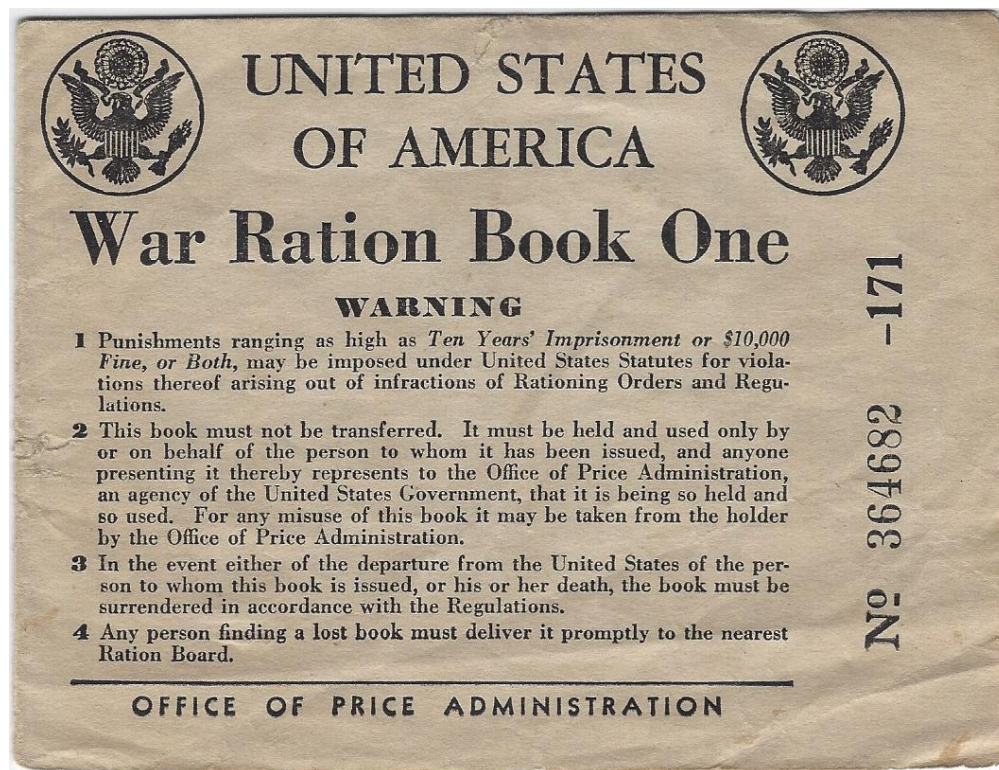 UNITED STATES
OF AMERICA
War Ration Book One
WARNING
1 Punishments ranging as high as Ten Years' Imprisonment or $10,000
Fine, or Both, may be imposed under United States Statutes for viola-
tions thereof arising out of infractions of Rationing Orders and Regu-
lations.
2 This book must not be transferred. It must be held and used only by
or on behalf of the person to whom it has been issued, and anyone
presenting it thereby represents to the Office of Price Administration,
an agency of the United States Government, that it is being so held and
so used. For any misuse of this book it may be taken from the holder
by the Office of Price Administration.
3 In the event either of the departure from the United States of the per-
son to whom this book is issued, or his or her death, the book must be
surrendered in accordance with the Regulations.
4 Any person finding a lost book must deliver it promptly to the nearest
Ration Board.
OFFICE OF PRICE ADMINISTRATION
No 364682 -171